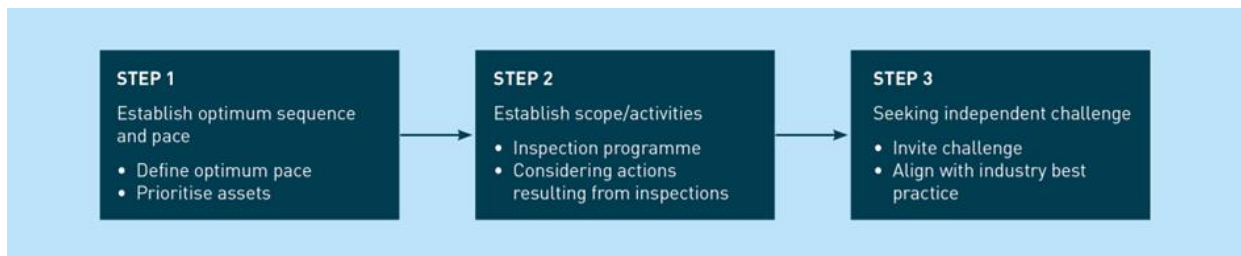 STEP 1
Establish optimum sequence
and pace
• Define optimum pace
• Prioritise assets
STEP 2
Establish scope/activities
• Inspection programme
• Considering actions
resulting from inspections
STEP 3
Seeking independent challenge
• Invite challenge
• Align with industry best
practice